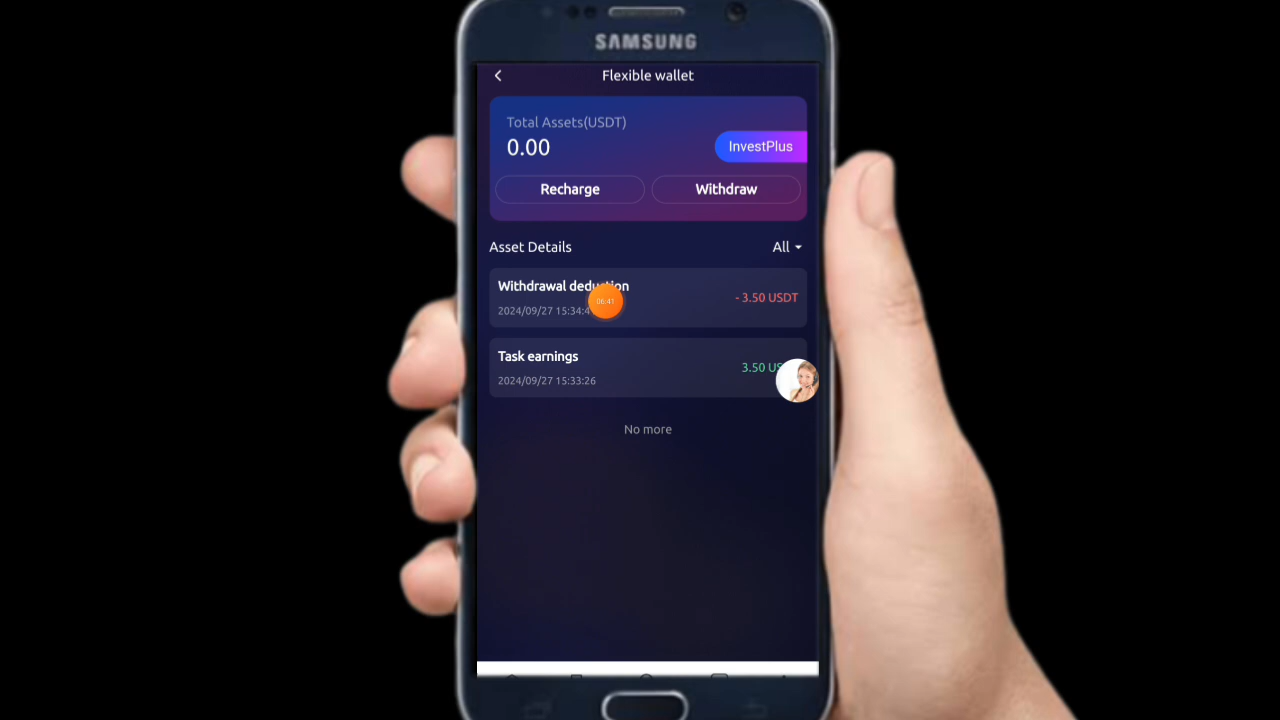 SAMSUNG
Flexible wallet
Total Assets(USDT)
0.00
InvestPlus
Recharge
Withdraw
Asset Details
All
Withdrawal deduction
2024/09/27 15:34:4
- 3.50 USDT
06:41
Task earnings
2024/09/27 15:33:26
3.50 US
No more